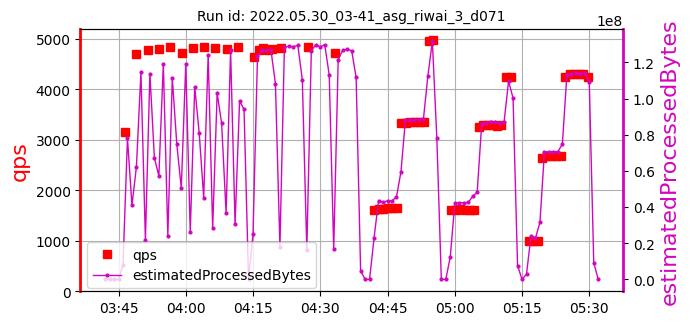 Run id: 2022.05.30_03-41_asg_riwai_3_d071
1e8
5000
4000
3000
2000
1000
0
qps
1.2
1.0
0.8
0.6
0.4
0.2
0.0
estimatedProcessedBytes
qps
estimatedProcessedBytes
03:45 04:00 04:15 04:30 04:45 05:00 05:15 05:30